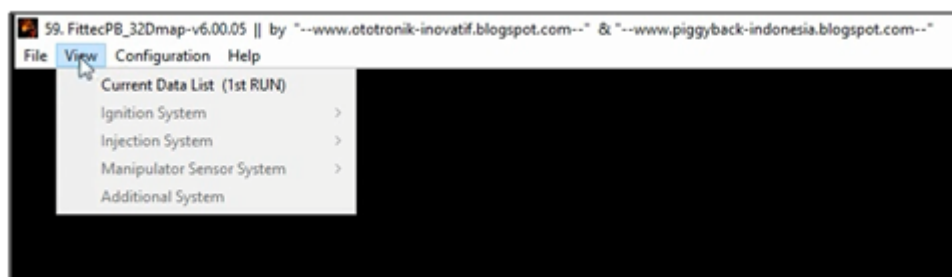 59. FittecPB_32Dmap-v6.00.05 || by "--www.ototronik-inovatif.blogspot.com--" & "--www.piggyback-indonesia.blogspot.com--"
File View Configuration Help
Current Data List (1st RUN)
Ignition System
Injection System
Manipulator Sensor System
Additional System